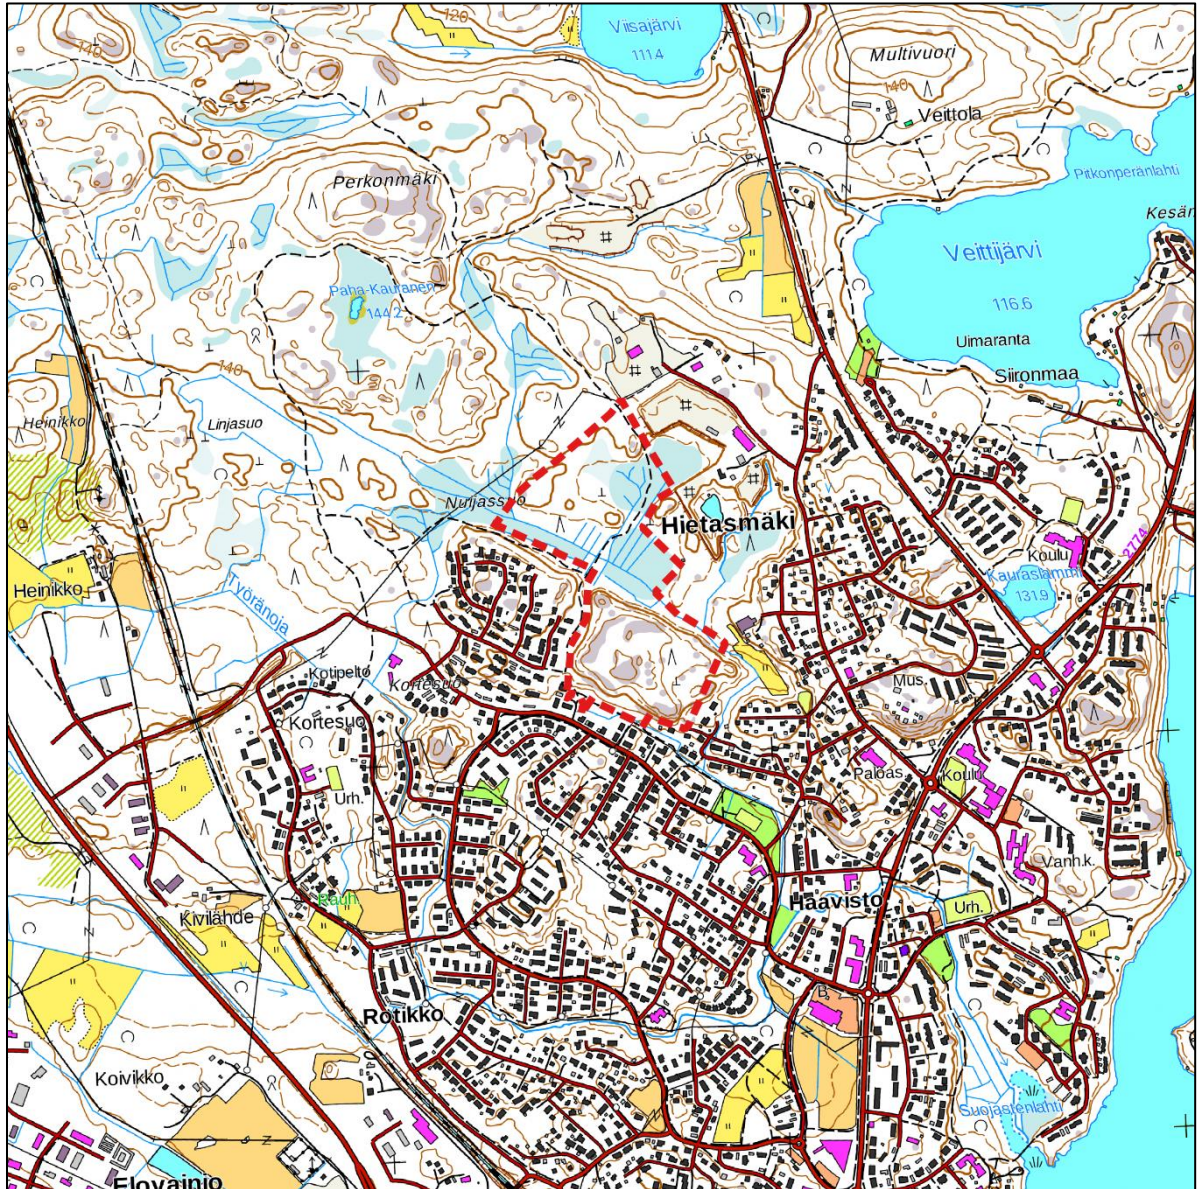 120
Viisajärvi
111.4
140
Multivuori
140
Veittola
Perkonmäki
Pitkonperänlahti
Kesär
Veittijärvi
Paha-Kauranen
144.2
116.6
Uimaranta
Siironmaa
140
Heinikko
Linjasuo
Nuljassuo
Hietasmäki
2774
Koulu
Kauraslammi
131.9
Heinikko
Työränoja
Kotipelto
Kortesuo
Mus.
Kortesuo
Paloas.
Koulu
Urh.
Vanh.k.
Rauh.
Haavisto
Urh.
Kivilähde
Rotikko
B.
Koivikko
Suojastenlahti
Elovainio